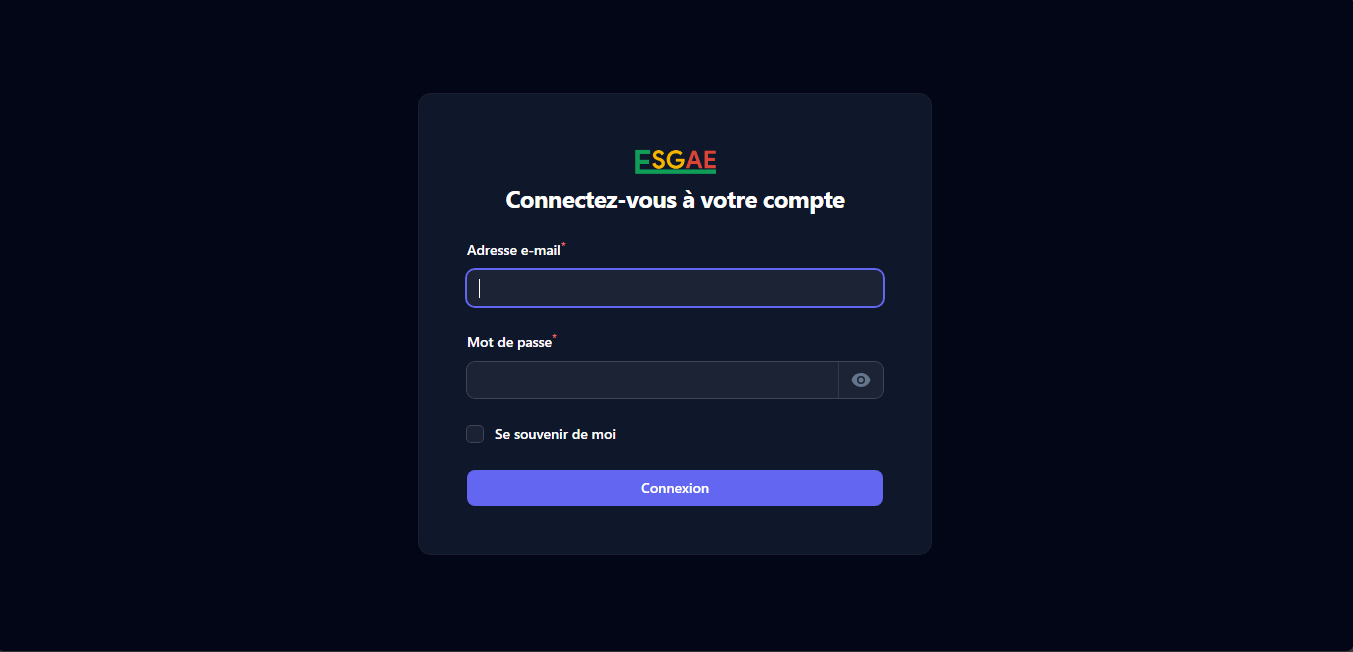 ESGAE
Connectez-vous à votre compte
Adresse e-mail*
Mot de passe*
Se souvenir de moi
Connexion